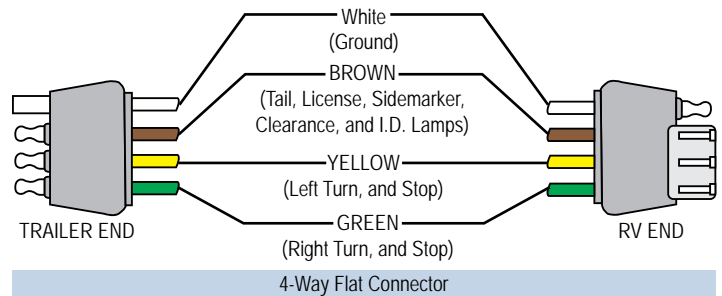 White
(Ground)
BROWN
(Tail, License, Sidemarker,
Clearance, and I.D. Lamps)
YELLOW
(Left Turn, and Stop)
GREEN
(Right Turn, and Stop)
TRAILER END
RV END
4-Way Flat Connector